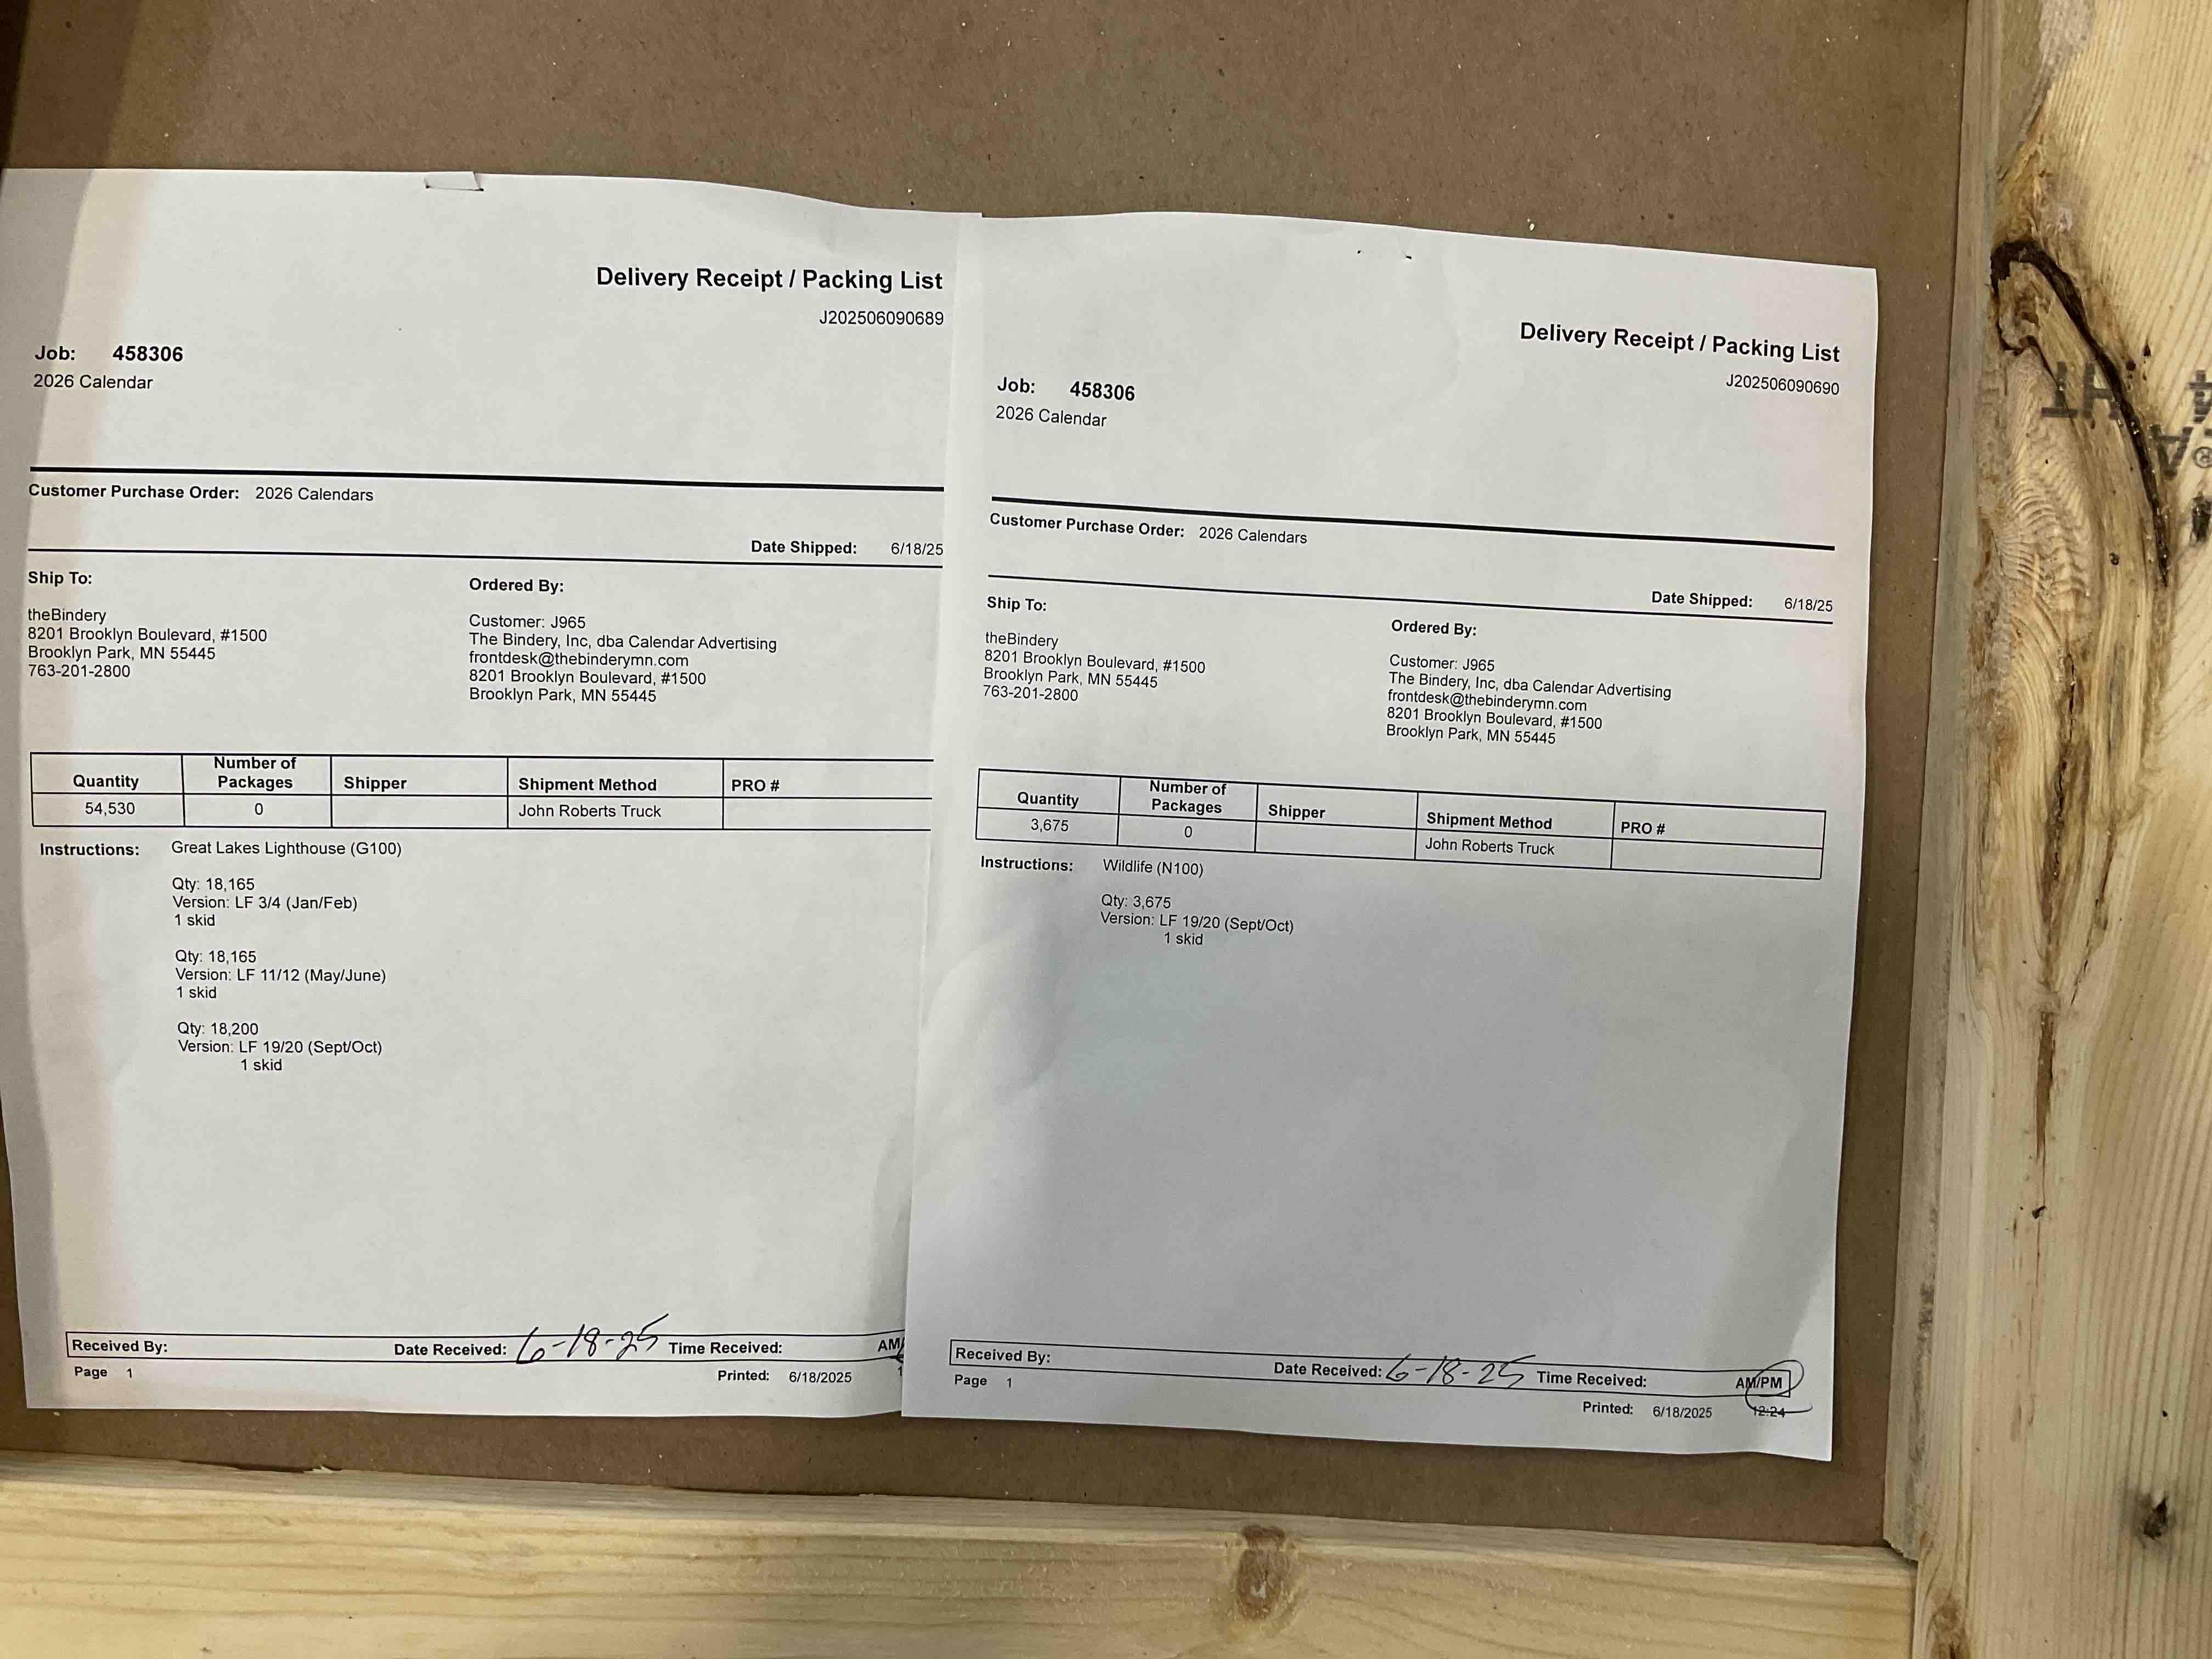 Delivery Receipt / Packing List
J202506090689
Job: 458306
2026 Calendar
Customer Purchase Order: 2026 Calendars
Date Shipped: 6/18/25
Ship To:
theBindery
8201 Brooklyn Boulevard, #1500
Brooklyn Park, MN 55445
763-201-2800
Ordered By:
Customer: J965
The Bindery, Inc, dba Calendar Advertising
frontdesk@thebinderymn.com
8201 Brooklyn Boulevard, #1500
Brooklyn Park, MN 55445
Quantity Number of Packages Shipper Shipment Method PRO #
54,530 0 John Roberts Truck
Instructions: Great Lakes Lighthouse (G100)
Qty: 18,165
Version: LF 3/4 (Jan/Feb)
1 skid
Qty: 18,165
Version: LF 11/12 (May/June)
1 skid
Qty: 18,200
Version: LF 19/20 (Sept/Oct)
1 skid
Received By: Date Received: 6-18-25 Time Received: AM/
Page 1 Printed: 6/18/2025
Delivery Receipt / Packing List
J202506090690
Job: 458306
2026 Calendar
Customer Purchase Order: 2026 Calendars
Date Shipped: 6/18/25
Ship To:
theBindery
8201 Brooklyn Boulevard, #1500
Brooklyn Park, MN 55445
763-201-2800
Ordered By:
Customer: J965
The Bindery, Inc, dba Calendar Advertising
frontdesk@thebinderymn.com
8201 Brooklyn Boulevard, #1500
Brooklyn Park, MN 55445
Quantity Number of Packages Shipper Shipment Method PRO #
3,675 0 John Roberts Truck
Instructions: Wildlife (N100)
Qty: 3,675
Version: LF 19/20 (Sept/Oct)
1 skid
Received By: Date Received: 6-18-25 Time Received: AM/PM
Page 1 Printed: 6/18/2025 12:24
HT